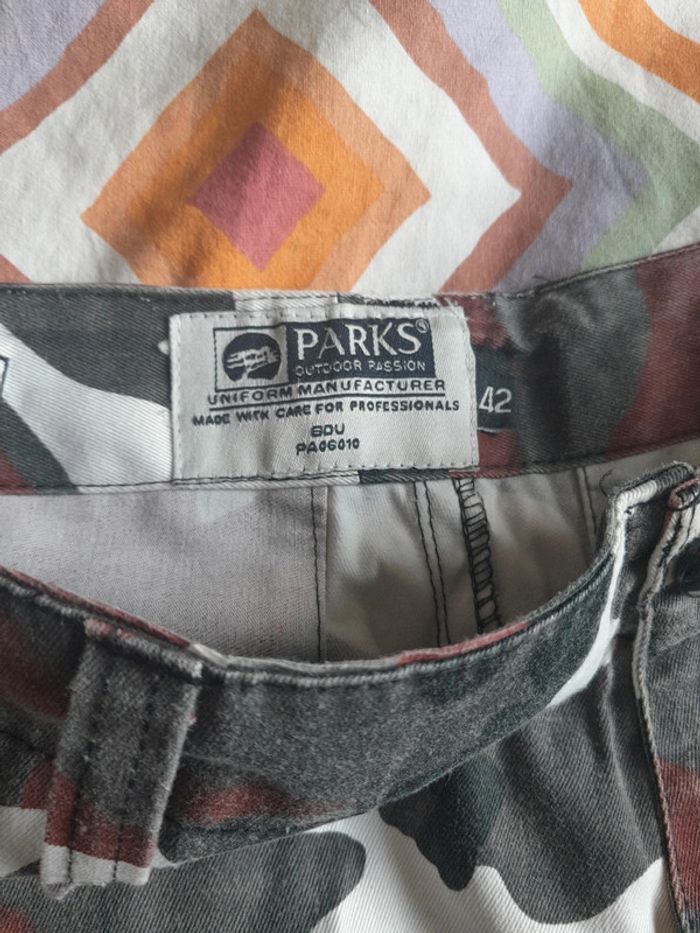 PARKS®
OUTDOOR PASSION
UNIFORM MANUFACTURER
MADE WITH CARE FOR PROFESSIONALS
BDU
PA06010
42